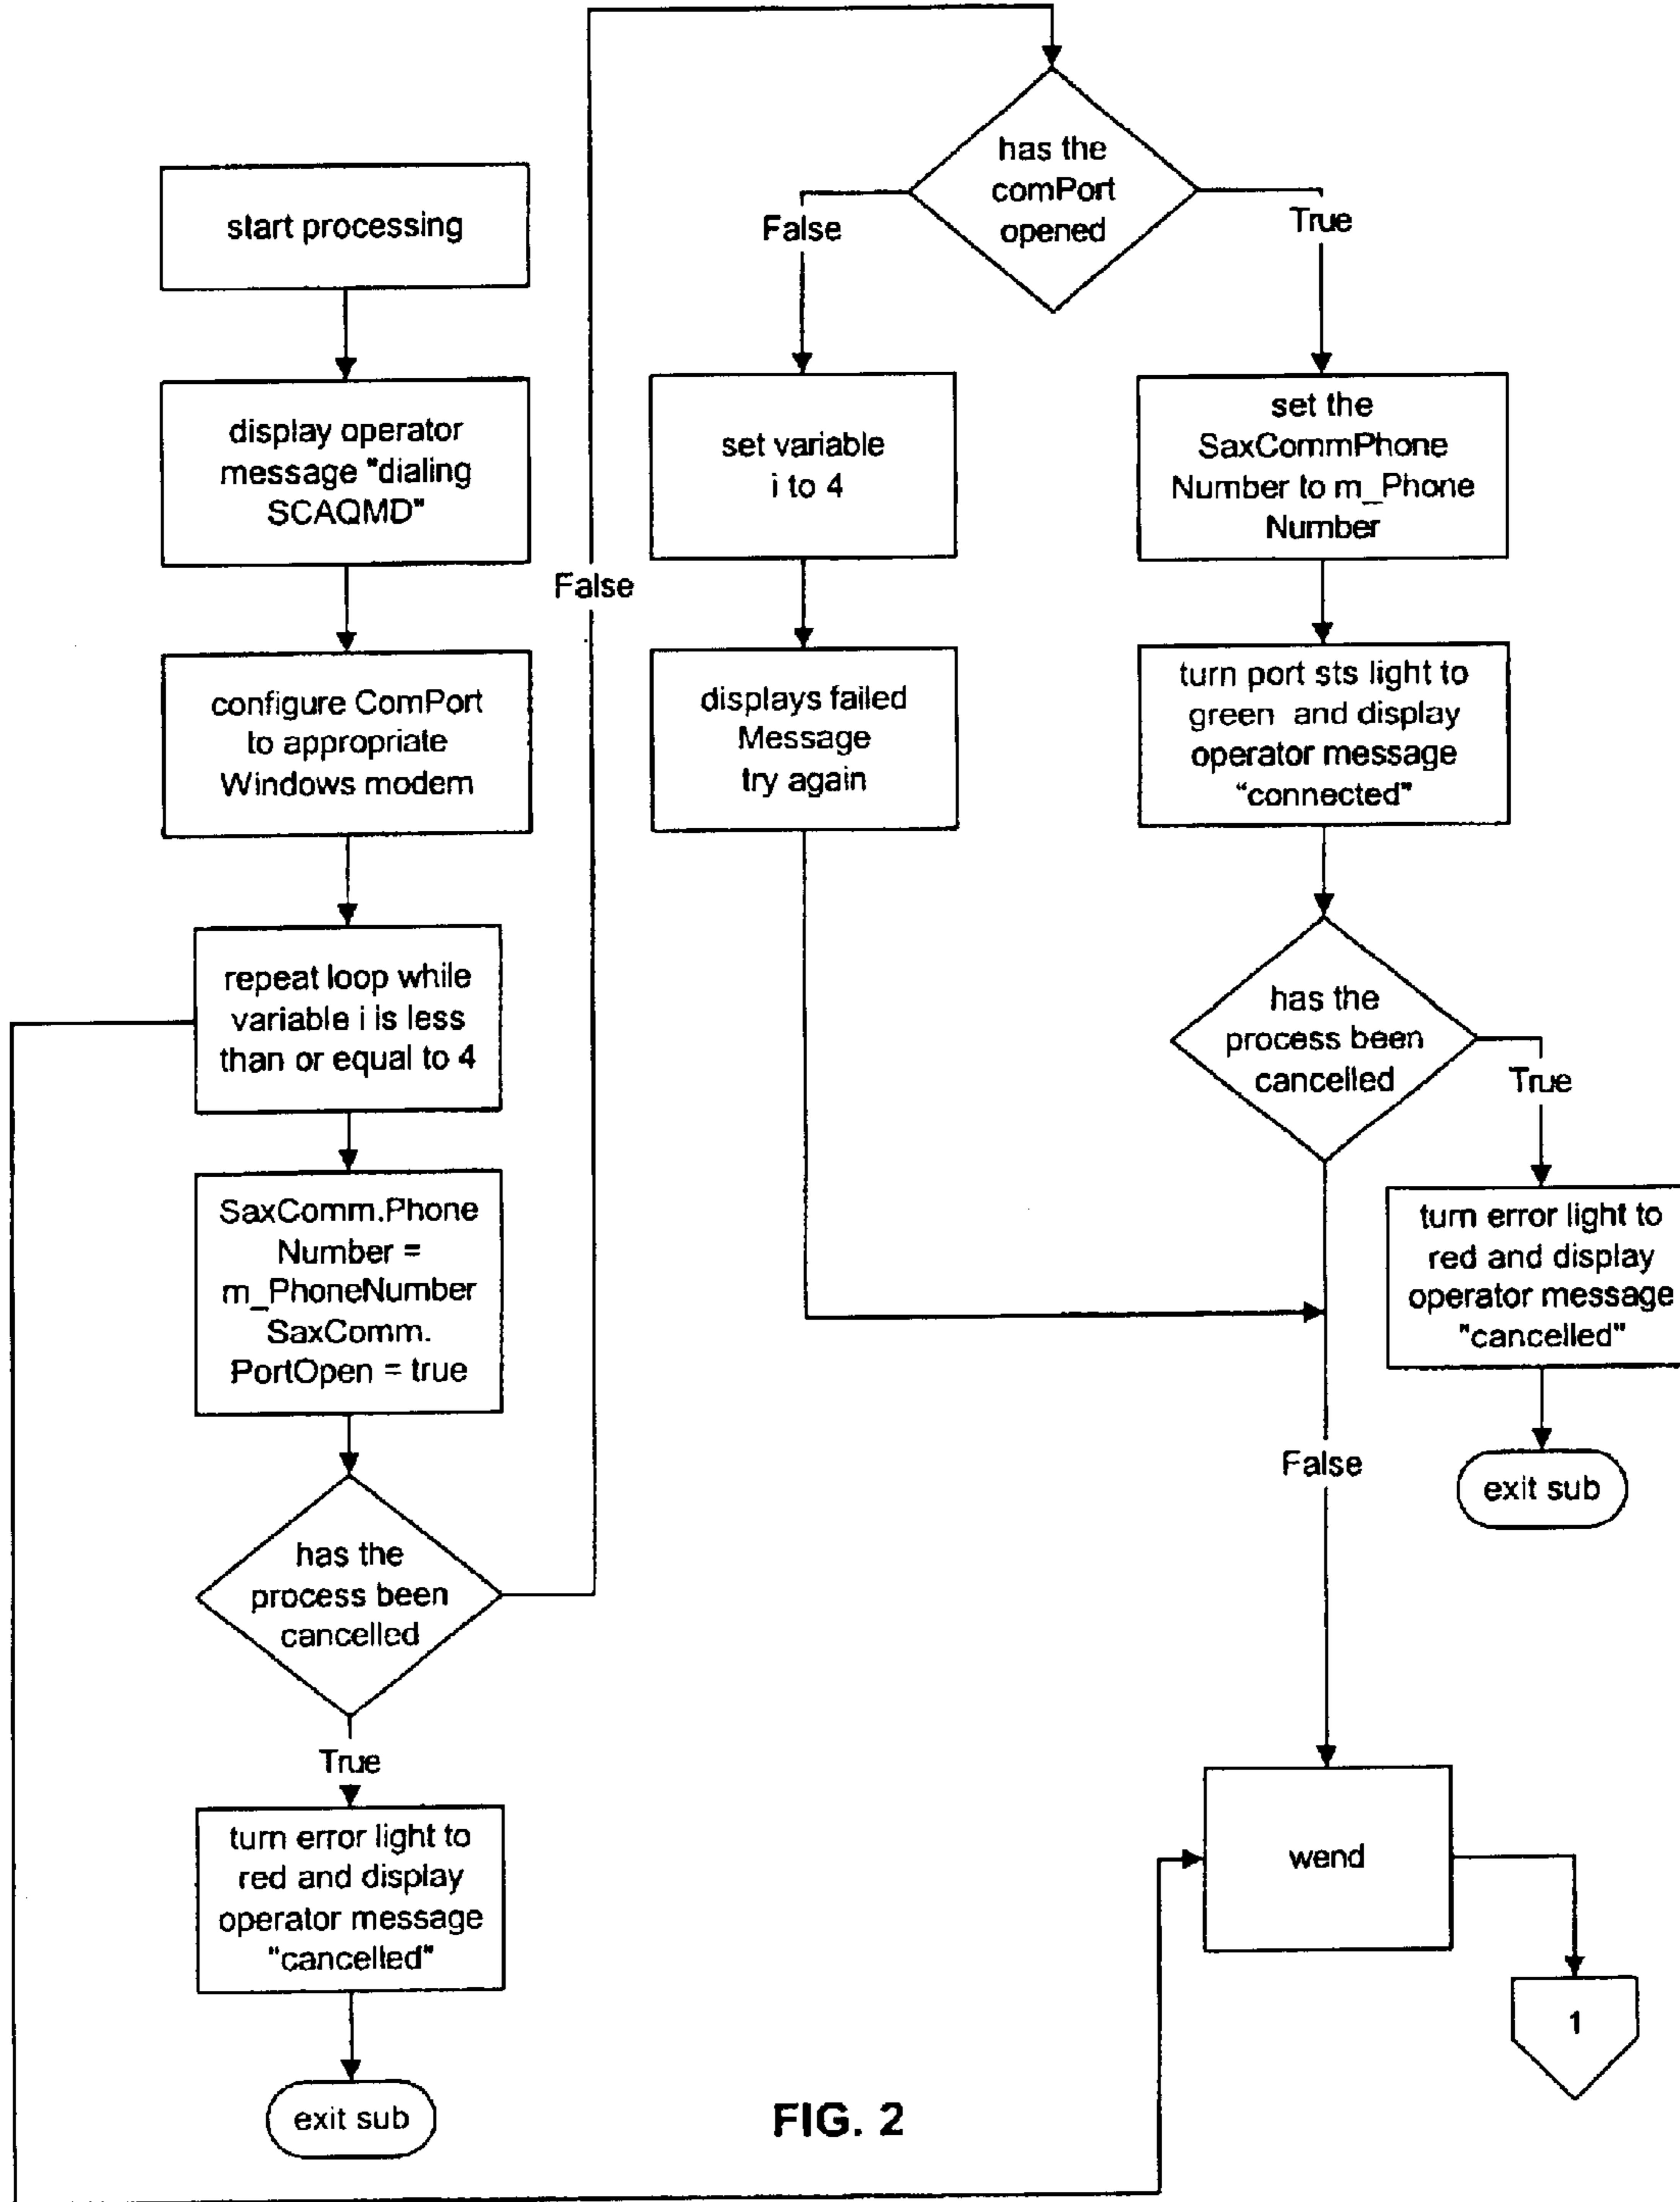 start processing
display operator
message "dialing
SCAQMD"
configure ComPort
to appropriate
Windows modem
repeat loop while
variable i is less
than or equal to 4
SaxComm.Phone
Number =
m_PhoneNumber
SaxComm.
PortOpen = true
has the
process been
cancelled
True
turn error light to
red and display
operator message
"cancelled"
exit sub
False
has the
comPort
opened
False
True
set variable
i to 4
displays failed
Message
try again
set the
SaxCommPhone
Number to m_Phone
Number
turn port sts light to
green and display
operator message
"connected"
has the
process been
cancelled
True
turn error light to
red and display
operator message
"cancelled"
exit sub
False
wend
1
FIG. 2